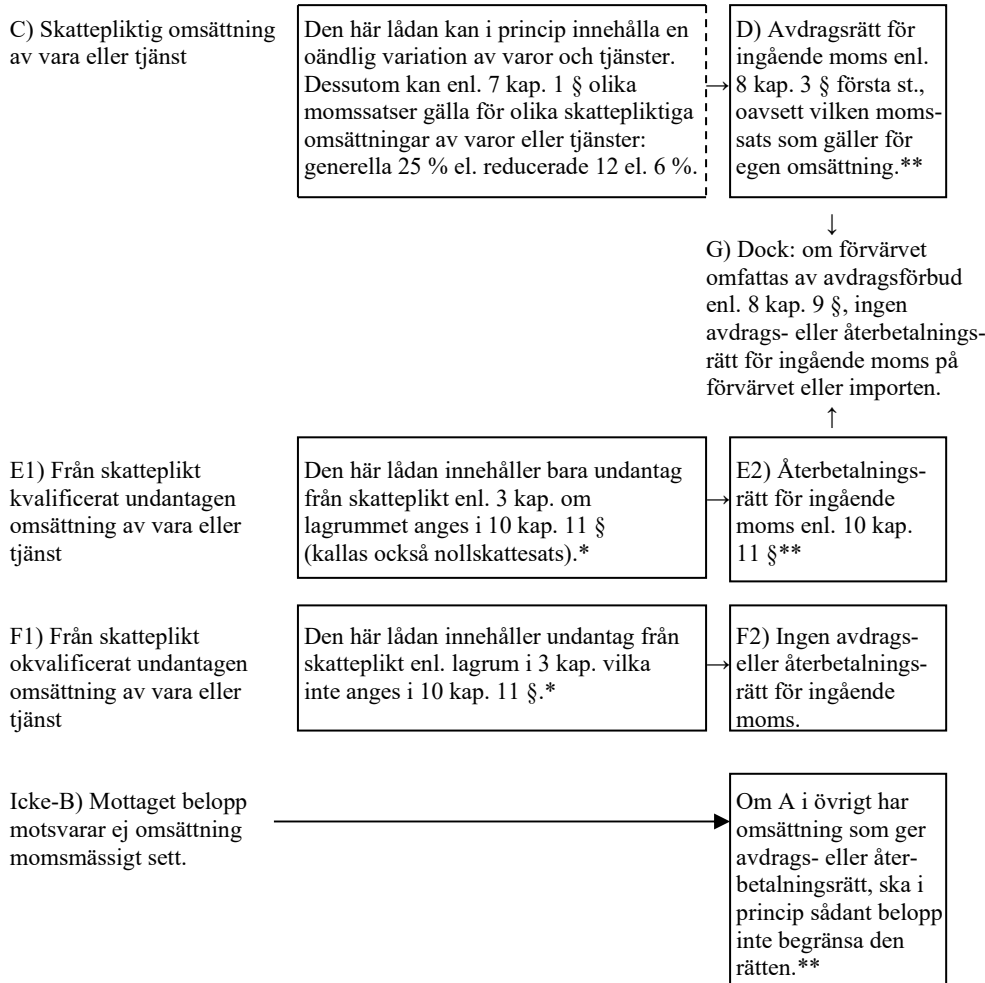 C) Skattepliktig omsättning
av vara eller tjänst
Den här lådan kan i princip innehålla en
oändlig variation av varor och tjänster.
Dessutom kan enl. 7 kap. 1 § olika
momssatser gälla för olika skattepliktiga
omsättningar av varor eller tjänster:
generella 25 % el. reducerade 12 el. 6 %.
→
D) Avdragsrätt för
ingående moms enl.
8 kap. 3 § första st.,
oavsett vilken moms-
sats som gäller för
egen omsättning.**
↓
G) Dock: om förvärvet
omfattas av avdragsförbud
enl. 8 kap. 9 §, ingen
avdrags- eller återbetalnings-
rätt för ingående moms på
förvärvet eller importen.
↑
E1) Från skatteplikt
kvalificerat undantagen
omsättning av vara eller
tjänst
Den här lådan innehåller bara undantag
från skatteplikt enl. 3 kap. om
lagrummet anges i 10 kap. 11 §
(kallas också nollskattesats).*
→
E2) Återbetalnings-
rätt för ingående
moms enl. 10 kap.
11 §**
F1) Från skatteplikt
okvalificerat undantagen
omsättning av vara eller
tjänst
Den här lådan innehåller undantag från
skatteplikt enl. lagrum i 3 kap. vilka
inte anges i 10 kap. 11 §.*
→
F2) Ingen avdrags-
eller återbetalnings-
rätt för ingående
moms.
Icke-B) Mottaget belopp
motsvarar ej omsättning
momsmässigt sett.
Om A i övrigt har
omsättning som ger
avdrags- eller åter-
betalningsrätt, ska i
princip sådant belopp
inte begränsa den
rätten.**